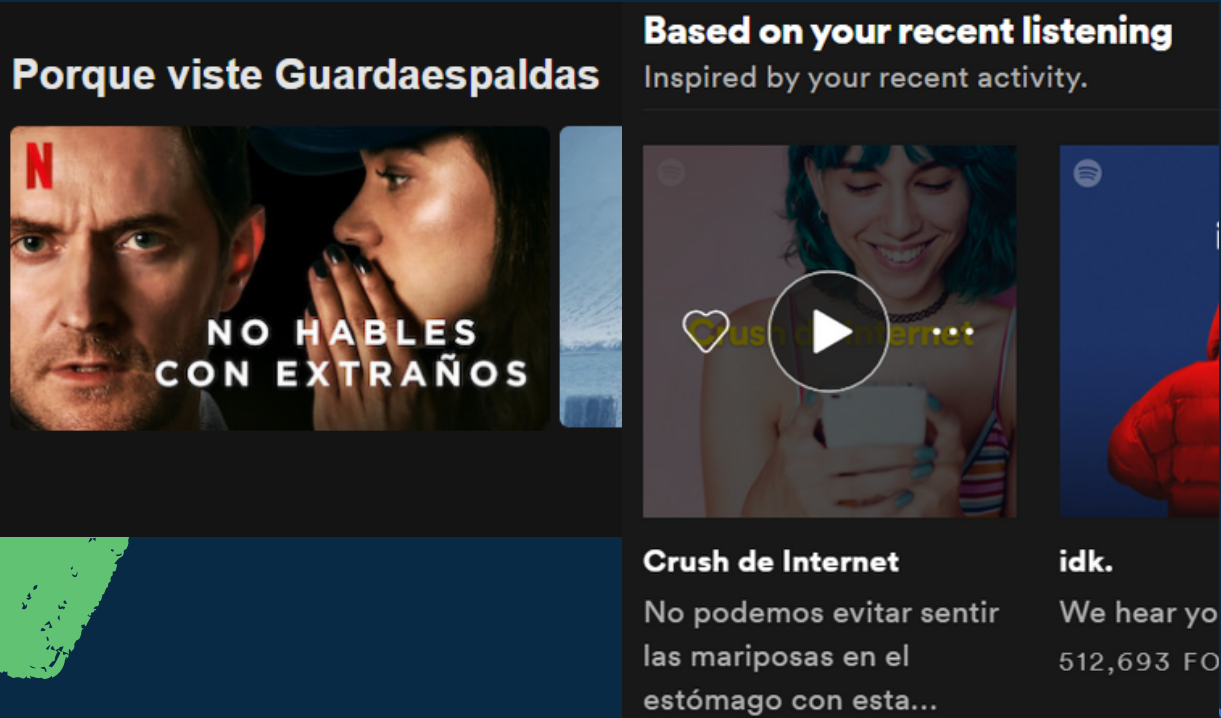 Porque viste Guardaespaldas
N
NO HABLES
CON EXTRAÑOS
Based on your recent listening
Inspired by your recent activity.
Crush de Internet
Crush de Internet
No podemos evitar sentir
las mariposas en el
estómago con esta...
i
idk.
We hear yo
512,693 FO